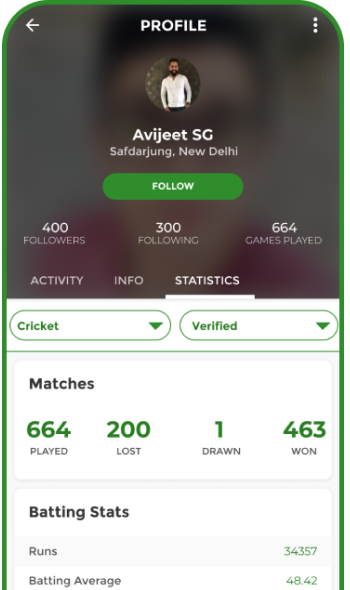 PROFILE
Avijeet SG
Safdarjung, New Delhi
FOLLOW
400 300 664
FOLLOWERS FOLLOWING GAMES PLAYED
ACTIVITY INFO STATISTICS
Cricket Verified
Matches
664 200 1 463
PLAYED LOST DRAWN WON
Batting Stats
Runs 34357
Batting Average 48.42